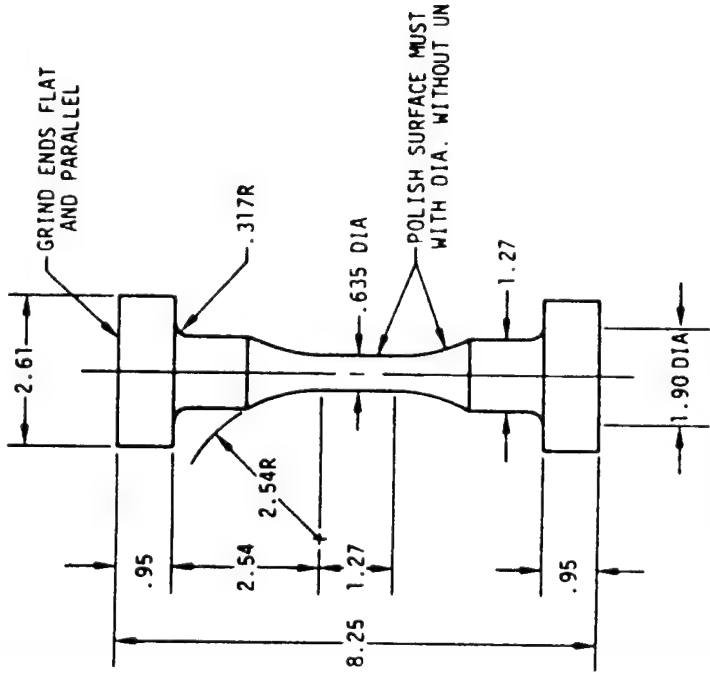 GRIND ENDS FLAT
AND PARALLEL
2.61
.317R
.95
2.54
2.54R
.635 DIA
POLISH SURFACE MUST
WITH DIA. WITHOUT UN
1.27
8.25
1.27
.95
1.90 DIA